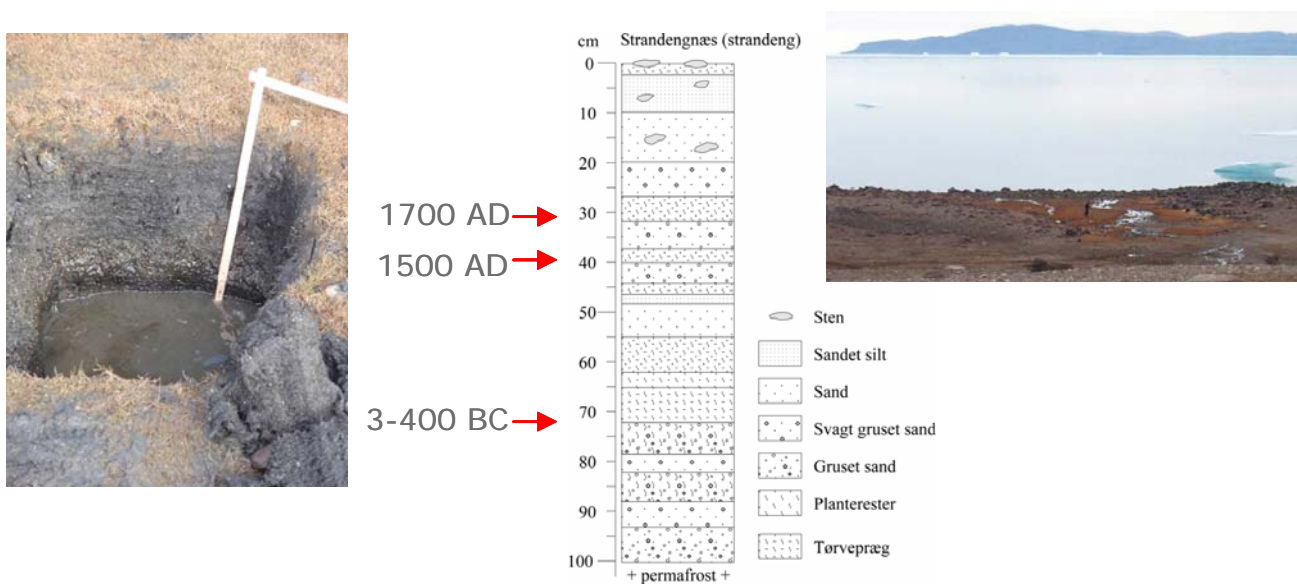 cm Strandengnæs (strandeng)
0
10
20
1700 AD
30
1500 AD
40
50
60
3-400 BC
70
80
90
100
+ permafrost +
Sten
Sandet silt
Sand
Svagt gruset sand
Gruset sand
Planterester
Tørvepræg